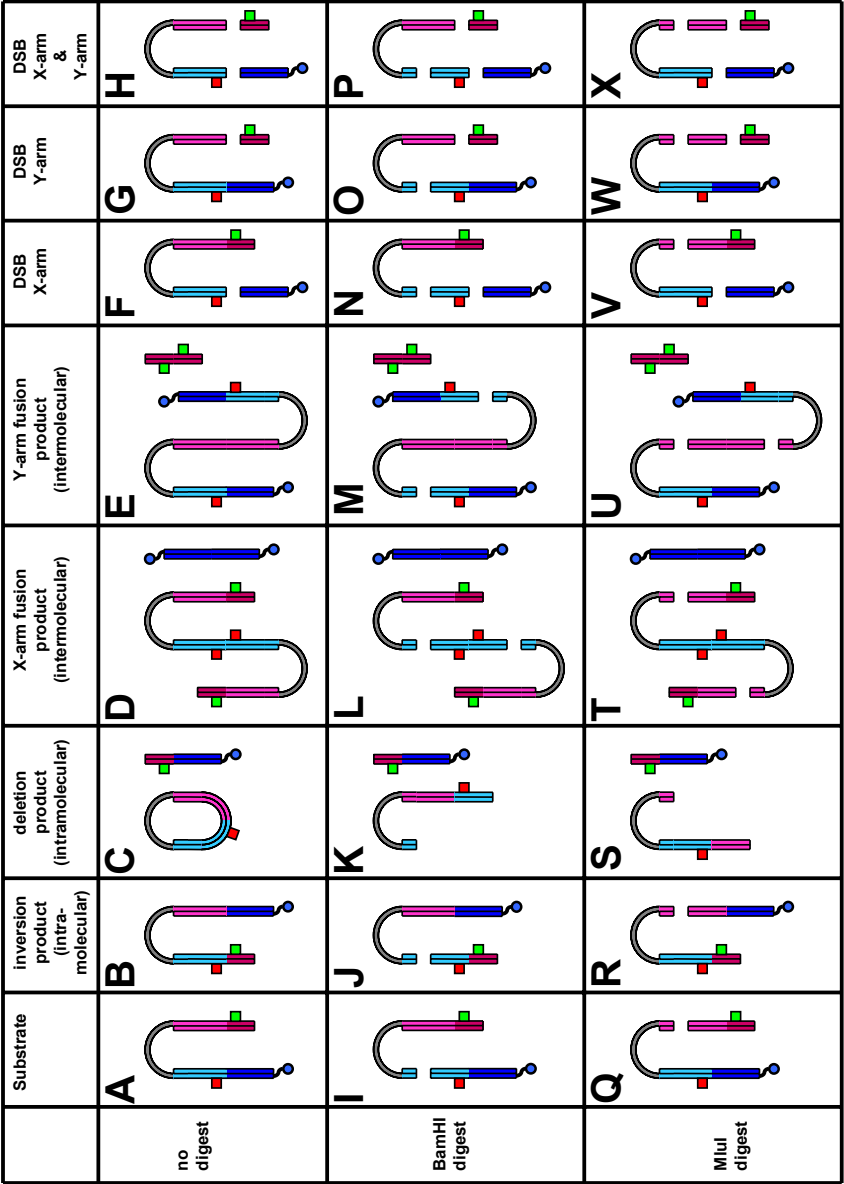 Substrate
inversion
product
(intra-
molecular)
deletion
product
(intramolecular)
X-arm fusion
product
(intermolecular)
Y-arm fusion
product
(intermolecular)
DSB
X-arm
DSB
Y-arm
DSB
X-arm
&
Y-arm
no
digest
A
B
C
D
E
F
G
H
BamHI
digest
I
J
K
L
M
N
O
P
MluI
digest
Q
R
S
T
U
V
W
X